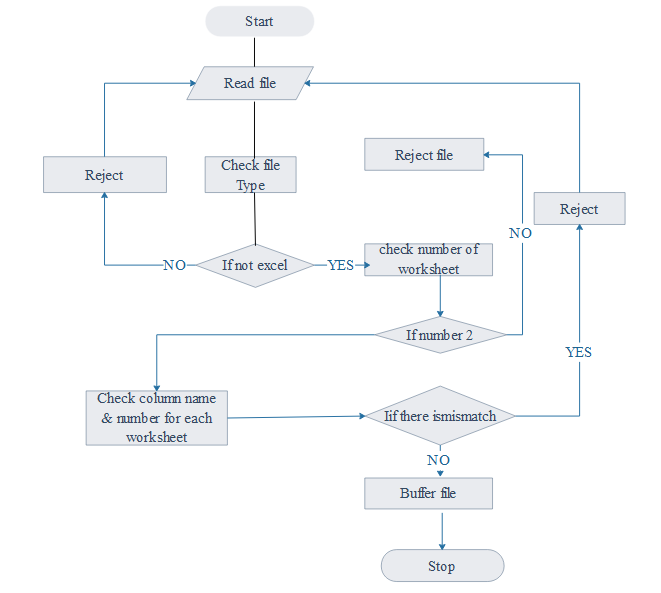 Start
Read file
Reject
Check file
Type
Reject file
Reject
NO
If not excel
YES
check number of
worksheet
NO
If number 2
YES
Check column name
& number for each
worksheet
Iif there ismismatch
NO
Buffer file
Stop